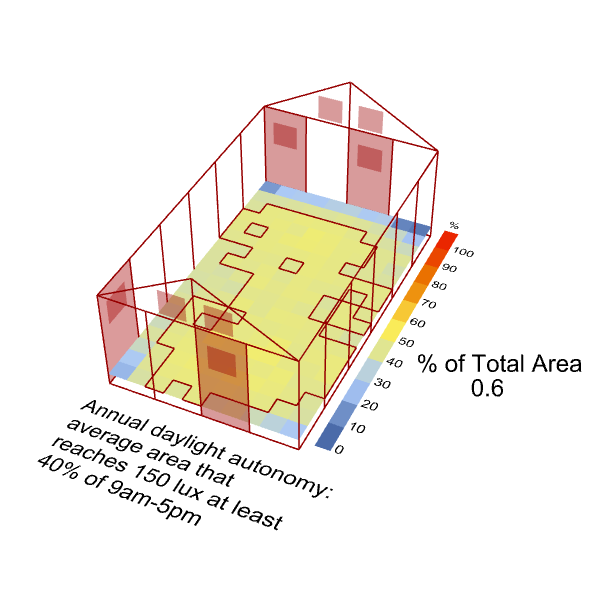 %
100
90
80
70
60
50
40
30
20
10
0
% of Total Area
0.6
Annual daylight autonomy:
average area that
reaches 150 lux at least
40% of 9am-5pm